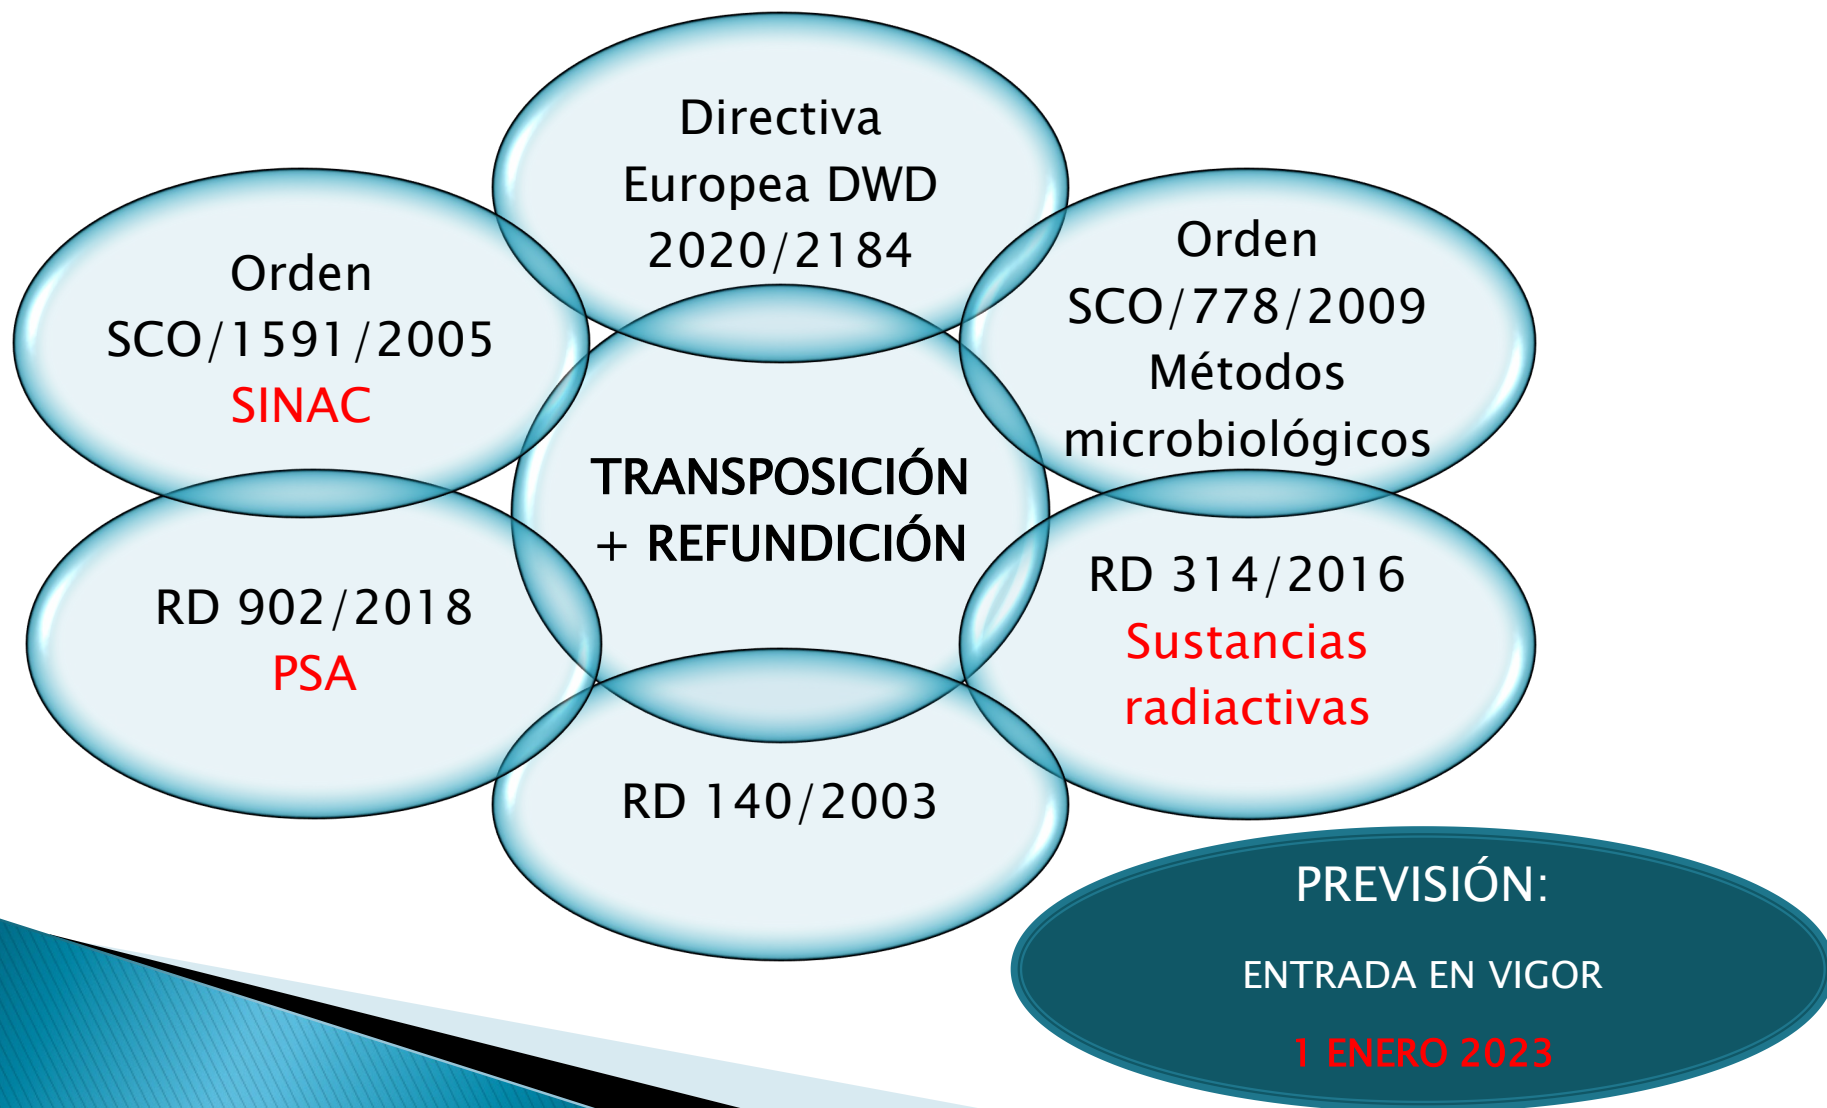 Directiva
Europea DWD
2020/2184
Orden
SCO/1591/2005
SINAC
Orden
SCO/778/2009
Métodos
microbiológicos
TRANSPOSICIÓN
+ REFUNDICIÓN
RD 902/2018
PSA
RD 314/2016
Sustancias
radiactivas
RD 140/2003
PREVISIÓN:
ENTRADA EN VIGOR
1 ENERO 2023